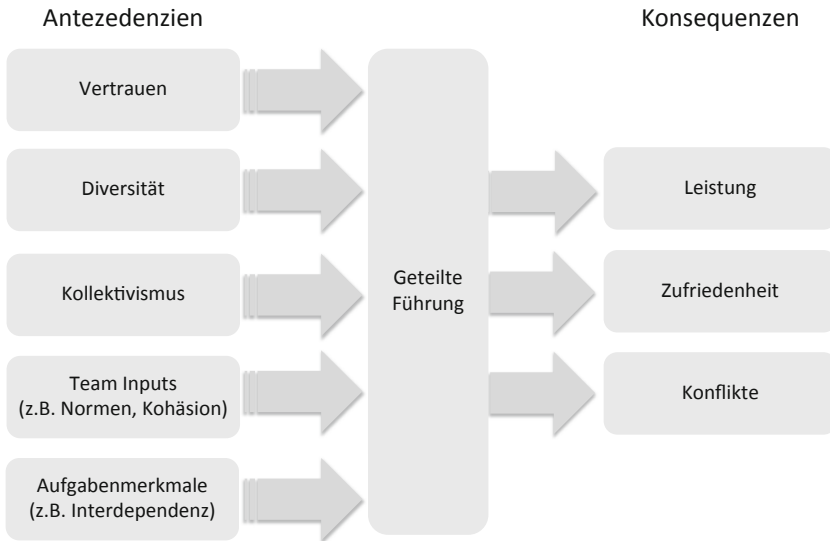 Antezedenzien
Konsequenzen
Vertrauen
Diversität
Kollektivismus
Team Inputs
(z.B. Normen, Kohäsion)
Aufgabenmerkmale
(z.B. Interdependenz)
Geteilte
Führung
Leistung
Zufriedenheit
Konflikte